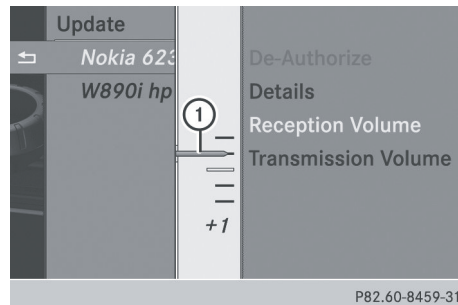 Update
Nokia 623
W890i hp
1
+1
De-Authorize
Details
Reception Volume
Transmission Volume
P82.60-8459-31